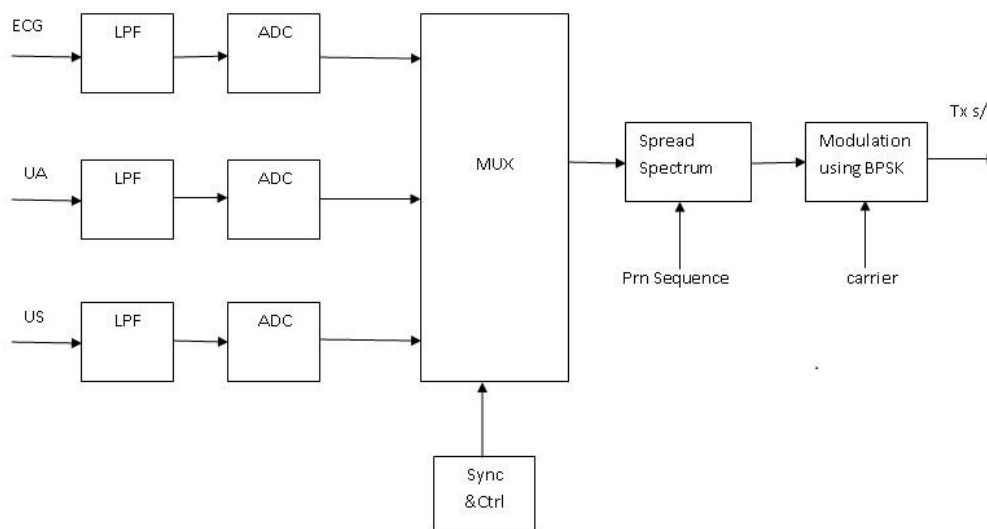 ECG
LPF
ADC
UA
LPF
ADC
US
LPF
ADC
MUX
Sync
&Ctrl
Spread
Spectrum
Prn Sequence
Modulation
using BPSK
carrier
Tx s/